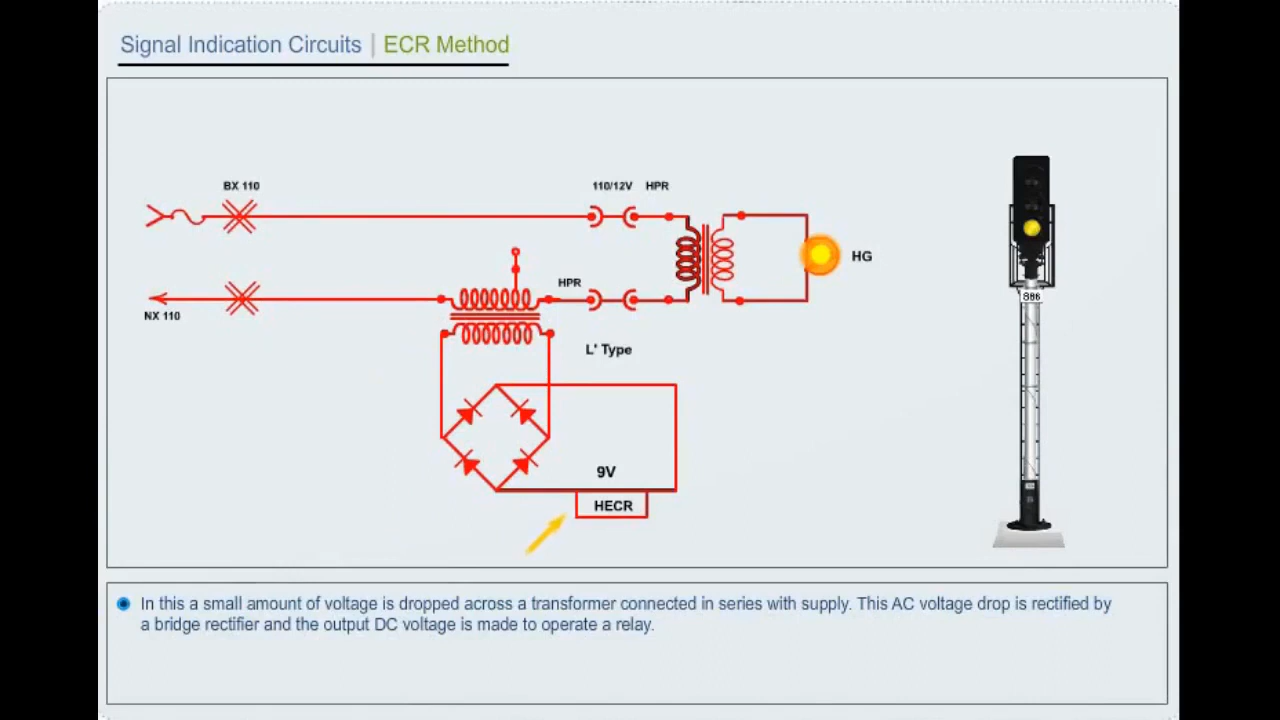 Signal Indication Circuits | ECR Method
BX 110
110/12V HPR
HG
HPR
NX 110
S86
L' Type
9V
HECR
In this a small amount of voltage is dropped across a transformer connected in series with supply. This AC voltage drop is rectified by
a bridge rectifier and the output DC voltage is made to operate a relay.